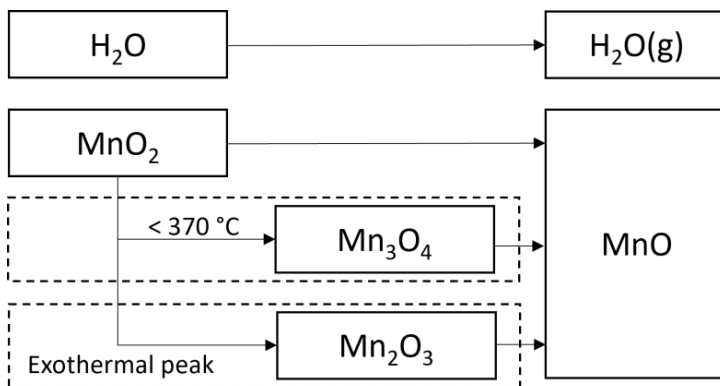 H₂O
H₂O(g)
MnO₂
MnO
< 370 °C
Mn₃O₄
Mn₂O₃
Exothermal peak